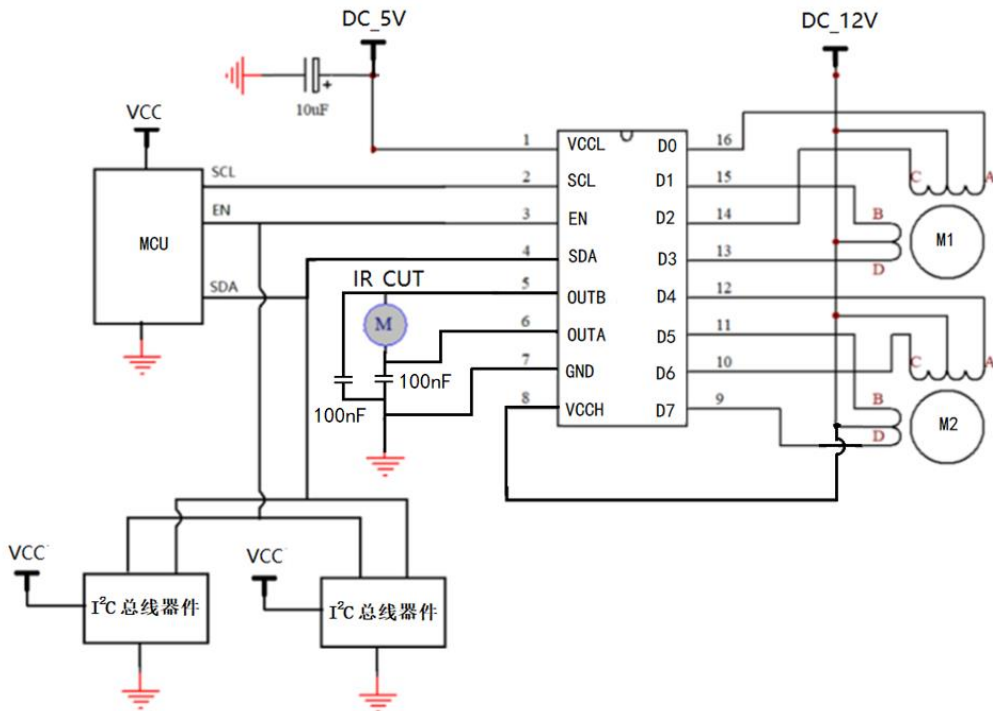 DC_5V
DC_12V
10uF
VCC
MCU
SCL
EN
SDA
1
2
3
4
5
6
7
8
VCCL
SCL
EN
SDA
OUTB
OUTA
GND
VCCH
D0
D1
D2
D3
D4
D5
D6
D7
16
15
14
13
12
11
10
9
C
A
B
D
M1
C
A
B
D
M2
IR CUT
M
100nF
100nF
VCC
I²C 总线器件
VCC
I²C 总线器件